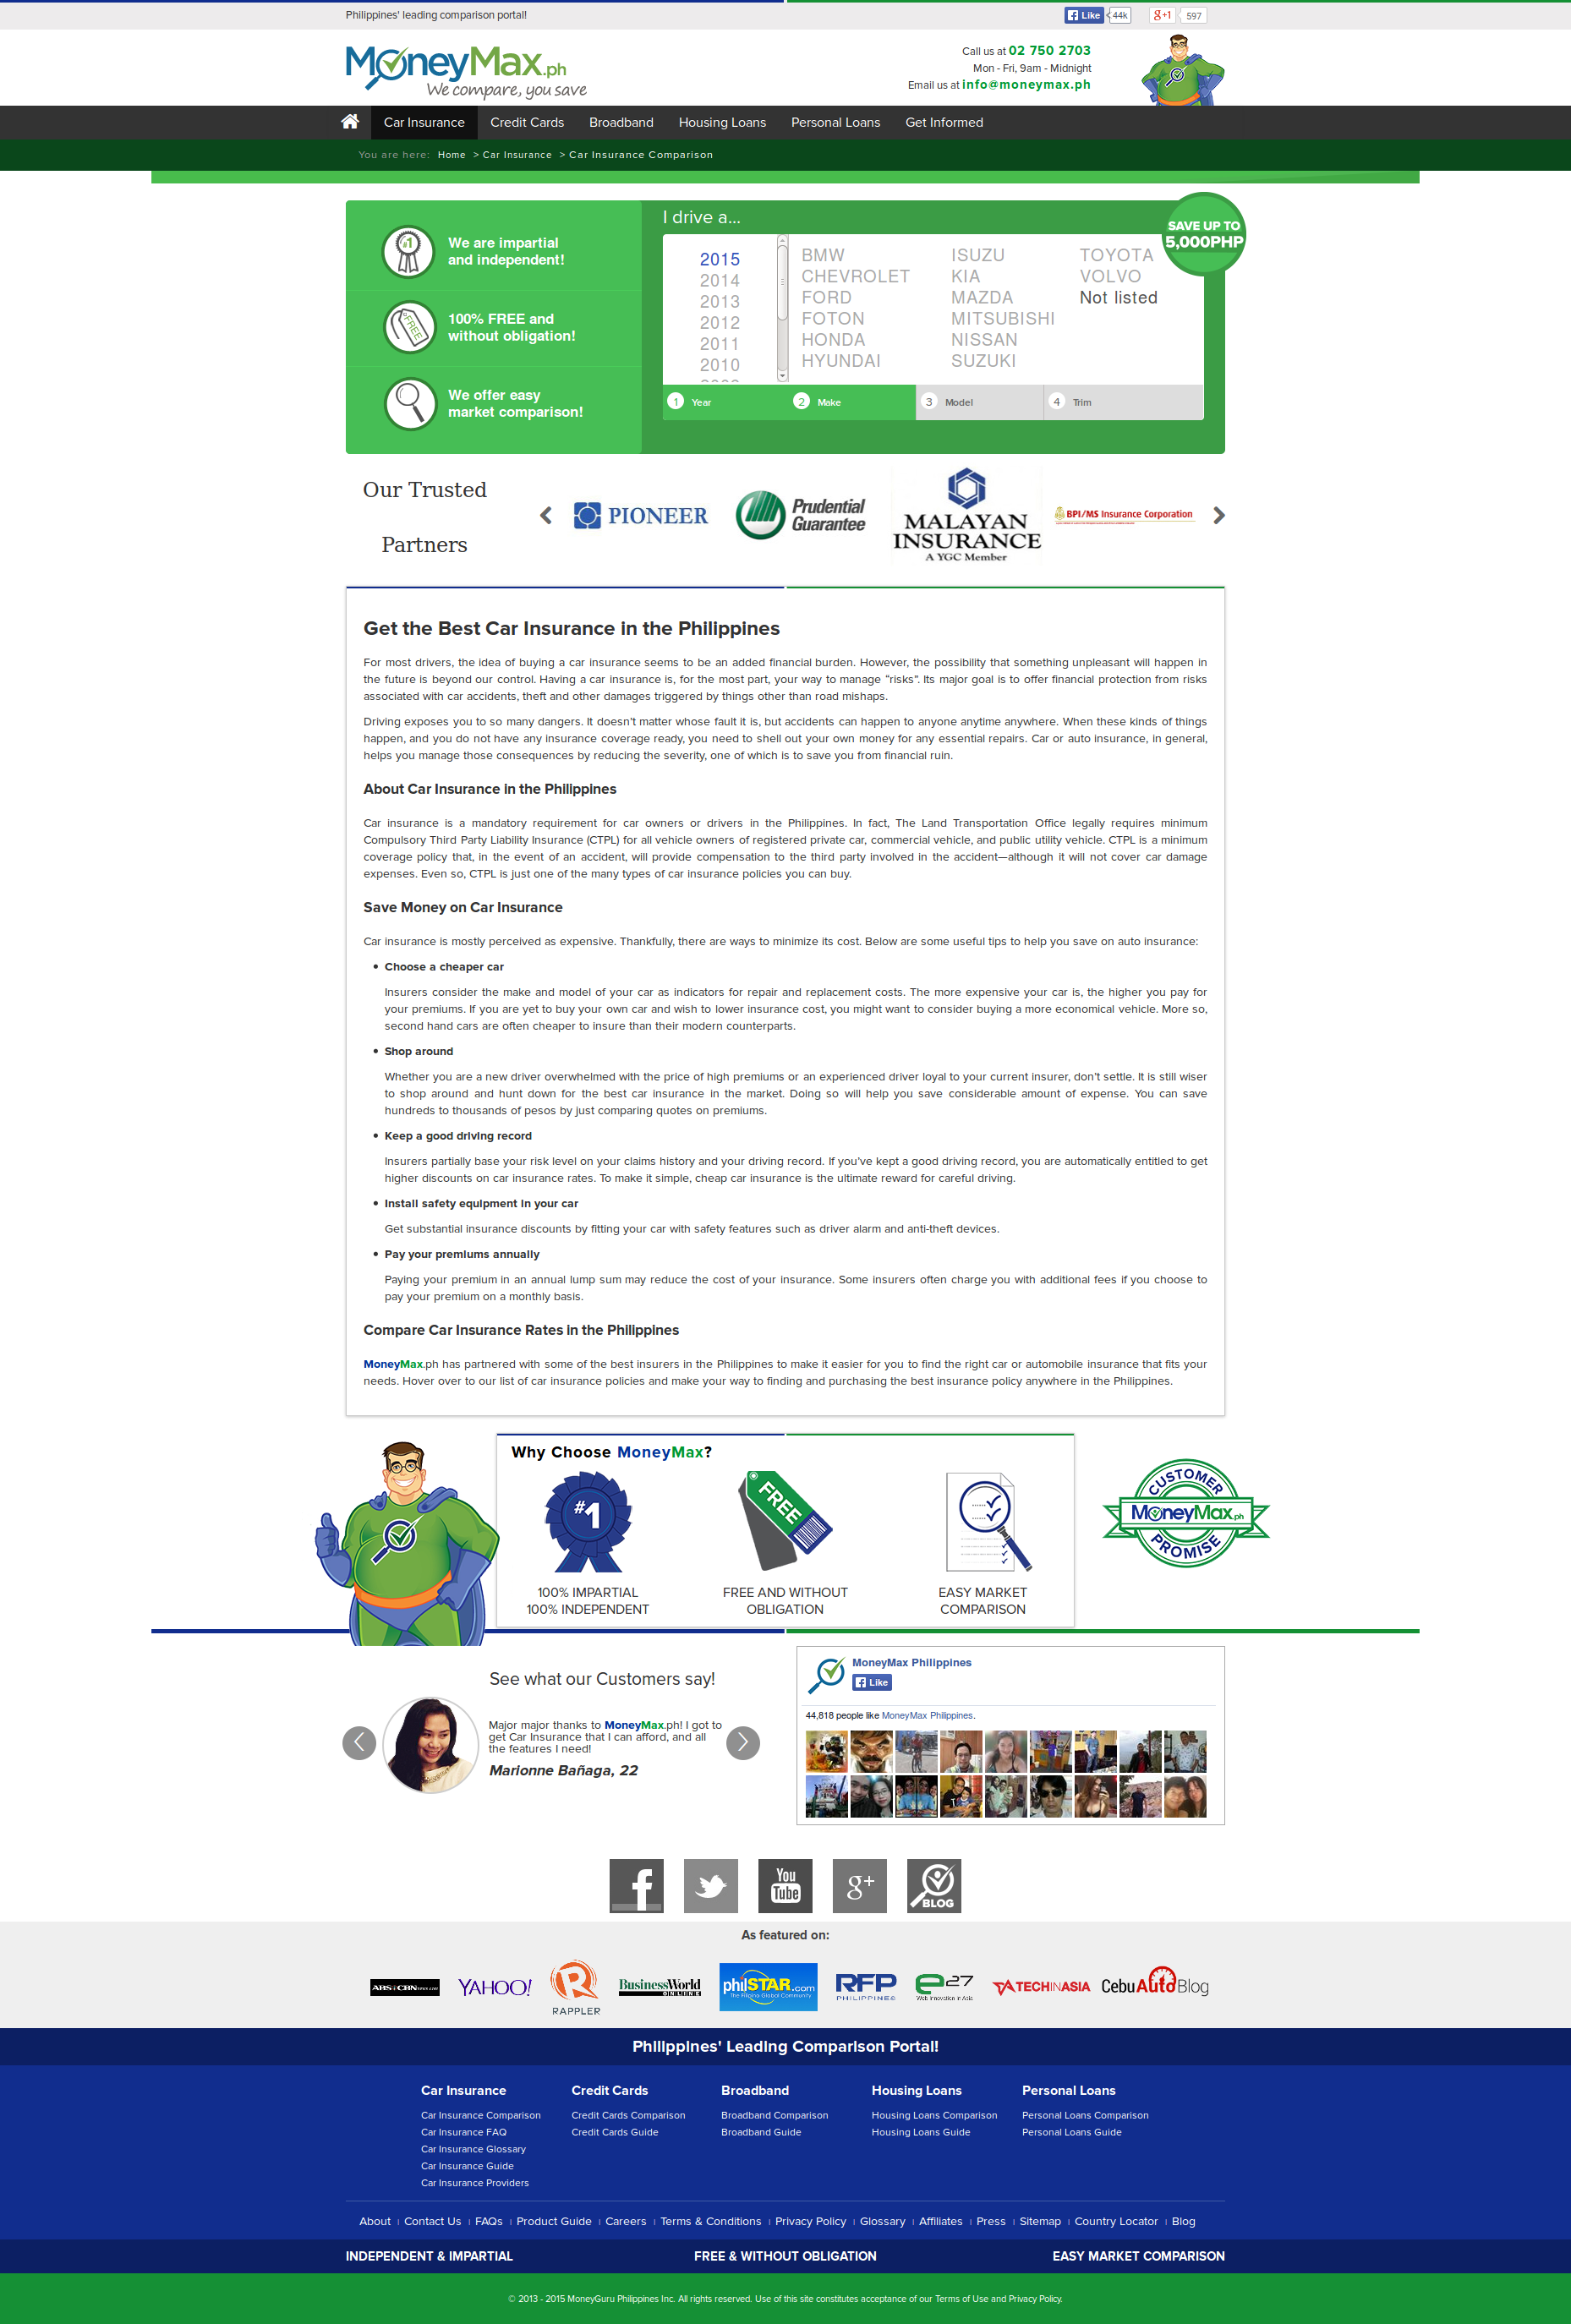 Philippines' leading comparison portal!
Like 44k
g+1 597
MoneyMax.ph
We compare, you save
Call us at 02 750 2703
Mon - Fri, 9am - Midnight
Email us at info@moneymax.ph
Car Insurance Credit Cards Broadband Housing Loans Personal Loans Get Informed
You are here: Home > Car Insurance > Car Insurance Comparison
#1
We are impartial
and independent!
FREE
100% FREE and
without obligation!
We offer easy
market comparison!
I drive a...
SAVE UP TO
5,000PHP
2015
2014
2013
2012
2011
2010
BMW
CHEVROLET
FORD
FOTON
HONDA
HYUNDAI
ISUZU
KIA
MAZDA
MITSUBISHI
NISSAN
SUZUKI
TOYOTA
VOLVO
Not listed
1 Year 2 Make 3 Model 4 Trim
Our Trusted
Partners
PIONEER
Prudential
Guarantee
MALAYAN
INSURANCE
A YGC Member
BPI/MS Insurance Corporation
Get the Best Car Insurance in the Philippines
For most drivers, the idea of buying a car insurance seems to be an added financial burden. However, the possibility that something unpleasant will happen in
the future is beyond our control. Having a car insurance is, for the most part, your way to manage "risks". Its major goal is to offer financial protection from risks
associated with car accidents, theft and other damages triggered by things other than road mishaps.
Driving exposes you to so many dangers. It doesn't matter whose fault it is, but accidents can happen to anyone anytime anywhere. When these kinds of things
happen, and you do not have any insurance coverage ready, you need to shell out your own money for any essential repairs. Car or auto insurance, in general,
helps you manage those consequences by reducing the severity, one of which is to save you from financial ruin.
About Car Insurance in the Philippines
Car insurance is a mandatory requirement for car owners or drivers in the Philippines. In fact, The Land Transportation Office legally requires minimum
Compulsory Third Party Liability Insurance (CTPL) for all vehicle owners of registered private car, commercial vehicle, and public utility vehicle. CTPL is a minimum
coverage policy that, in the event of an accident, will provide compensation to the third party involved in the accident—although it will not cover car damage
expenses. Even so, CTPL is just one of the many types of car insurance policies you can buy.
Save Money on Car Insurance
Car insurance is mostly perceived as expensive. Thankfully, there are ways to minimize its cost. Below are some useful tips to help you save on auto insurance:
• Choose a cheaper car
Insurers consider the make and model of your car as indicators for repair and replacement costs. The more expensive your car is, the higher you pay for
your premiums. If you are yet to buy your own car and wish to lower insurance cost, you might want to consider buying a more economical vehicle. More so,
second hand cars are often cheaper to insure than their modern counterparts.
• Shop around
Whether you are a new driver overwhelmed with the price of high premiums or an experienced driver loyal to your current insurer, don't settle. It is still wiser
to shop around and hunt down for the best car insurance in the market. Doing so will help you save considerable amount of expense. You can save
hundreds to thousands of pesos by just comparing quotes on premiums.
• Keep a good driving record
Insurers partially base your risk level on your claims history and your driving record. If you've kept a good driving record, you are automatically entitled to get
higher discounts on car insurance rates. To make it simple, cheap car insurance is the ultimate reward for careful driving.
• Install safety equipment in your car
Get substantial insurance discounts by fitting your car with safety features such as driver alarm and anti-theft devices.
• Pay your premiums annually
Paying your premium in an annual lump sum may reduce the cost of your insurance. Some insurers often charge you with additional fees if you choose to
pay your premium on a monthly basis.
Compare Car Insurance Rates in the Philippines
MoneyMax.ph has partnered with some of the best insurers in the Philippines to make it easier for you to find the right car or automobile insurance that fits your
needs. Hover over to our list of car insurance policies and make your way to finding and purchasing the best insurance policy anywhere in the Philippines.
Why Choose MoneyMax?
#1
FREE
100% IMPARTIAL
100% INDEPENDENT
FREE AND WITHOUT
OBLIGATION
EASY MARKET
COMPARISON
CUSTOMER
MoneyMax.ph
PROMISE
See what our Customers say!
Major major thanks to MoneyMax.ph! I got to
get Car Insurance that I can afford, and all
the features I need!
Marionne Bañaga, 22
MoneyMax Philippines
Like
44,818 people like MoneyMax Philippines.
You
Tube
g+
BLOG
As featured on:
ABS-CBN
YAHOO!
RAPPLER
BusinessWorld
ONLINE
philSTAR.com
The Filipino Global Community
RFP
PHILIPPINES
e27
Web Innovation in Asia
TECHINASIA
CebuAutoBlog
Philippines' Leading Comparison Portal!
Car Insurance
Car Insurance Comparison
Car Insurance FAQ
Car Insurance Glossary
Car Insurance Guide
Car Insurance Providers
Credit Cards
Credit Cards Comparison
Credit Cards Guide
Broadband
Broadband Comparison
Broadband Guide
Housing Loans
Housing Loans Comparison
Housing Loans Guide
Personal Loans
Personal Loans Comparison
Personal Loans Guide
About | Contact Us | FAQs | Product Guide | Careers | Terms & Conditions | Privacy Policy | Glossary | Affiliates | Press | Sitemap | Country Locator | Blog
INDEPENDENT & IMPARTIAL FREE & WITHOUT OBLIGATION EASY MARKET COMPARISON
© 2013 - 2015 MoneyGuru Philippines Inc. All rights reserved. Use of this site constitutes acceptance of our Terms of Use and Privacy Policy.